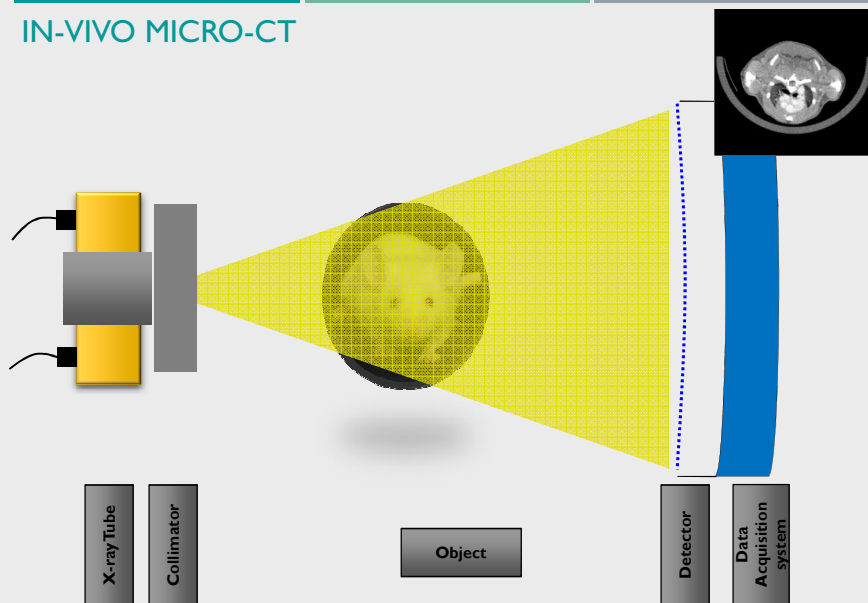 IN-VIVO MICRO-CT
X-ray Tube
Collimator
Object
Detector
Data
Acquisition
system